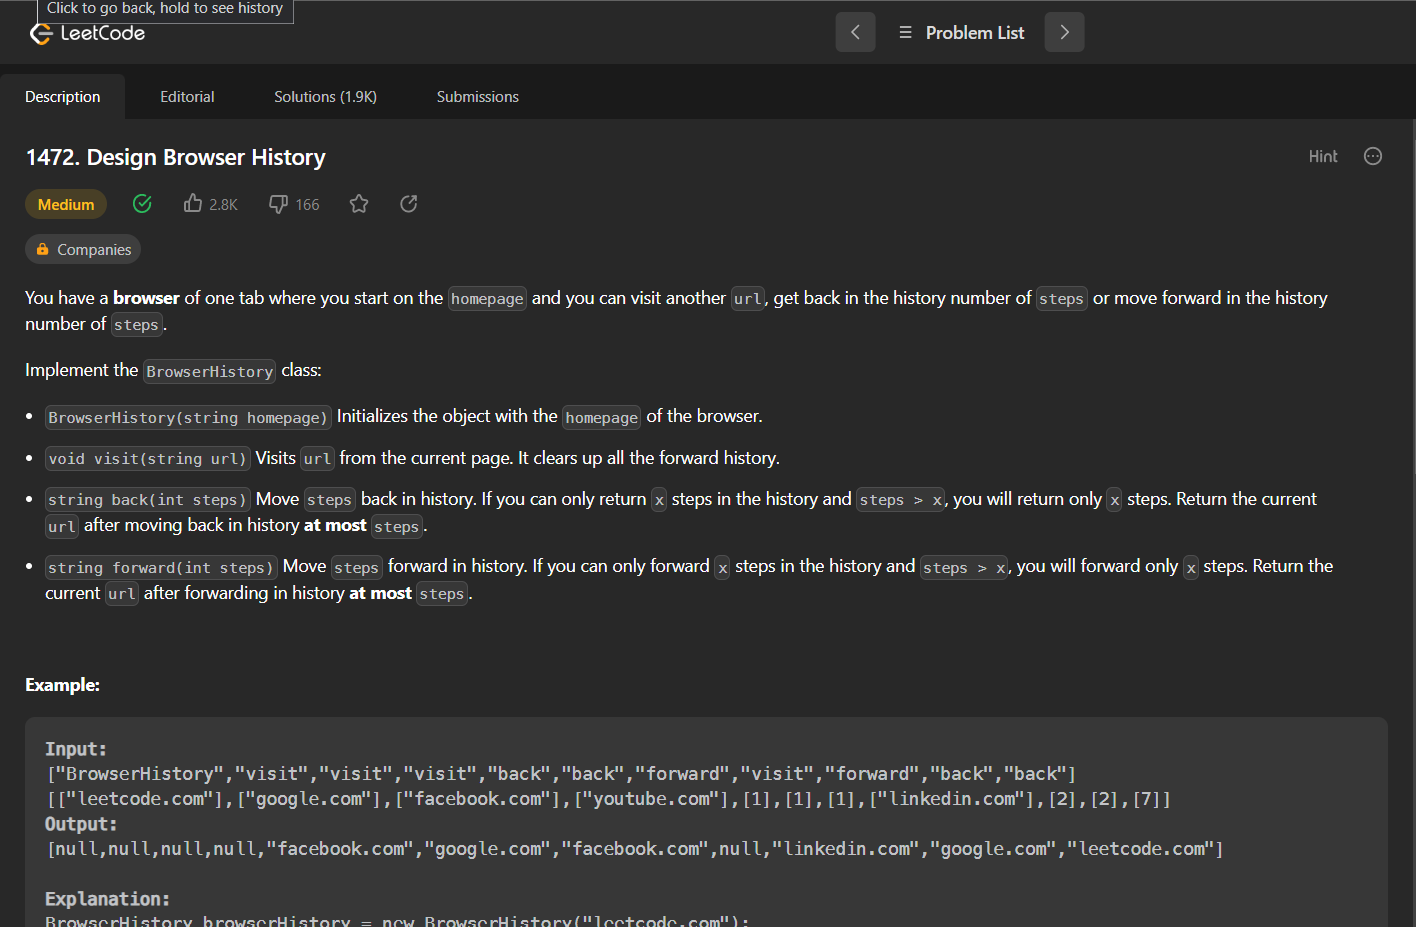 Click to go back, hold to see history
LeetCode
Problem List
Description
Editorial
Solutions (1.9K)
Submissions
1472. Design Browser History
Hint
Medium
2.8K
166
Companies
You have a browser of one tab where you start on the homepage and you can visit another url, get back in the history number of steps or move forward in the history
number of steps.
Implement the BrowserHistory class:
• BrowserHistory(string homepage) Initializes the object with the homepage of the browser.
• void visit(string url) Visits url from the current page. It clears up all the forward history.
• string back(int steps) Move steps back in history. If you can only return x steps in the history and steps > x, you will return only x steps. Return the current
url after moving back in history at most steps.
• string forward(int steps) Move steps forward in history. If you can only forward x steps in the history and steps > x, you will forward only x steps. Return the
current url after forwarding in history at most steps.
Example:
Input:
["BrowserHistory","visit","visit","visit","back","back","forward","visit","forward","back","back"]
[["leetcode.com"],["google.com"],["facebook.com"],["youtube.com"],[1],[1],[1],["linkedin.com"],[2],[2],[7]]
Output:
[null,null,null,null,"facebook.com","google.com","facebook.com",null,"linkedin.com","google.com","leetcode.com"]
Explanation:
BrowserHistory browserHistory = new BrowserHistory("leetcode.com");